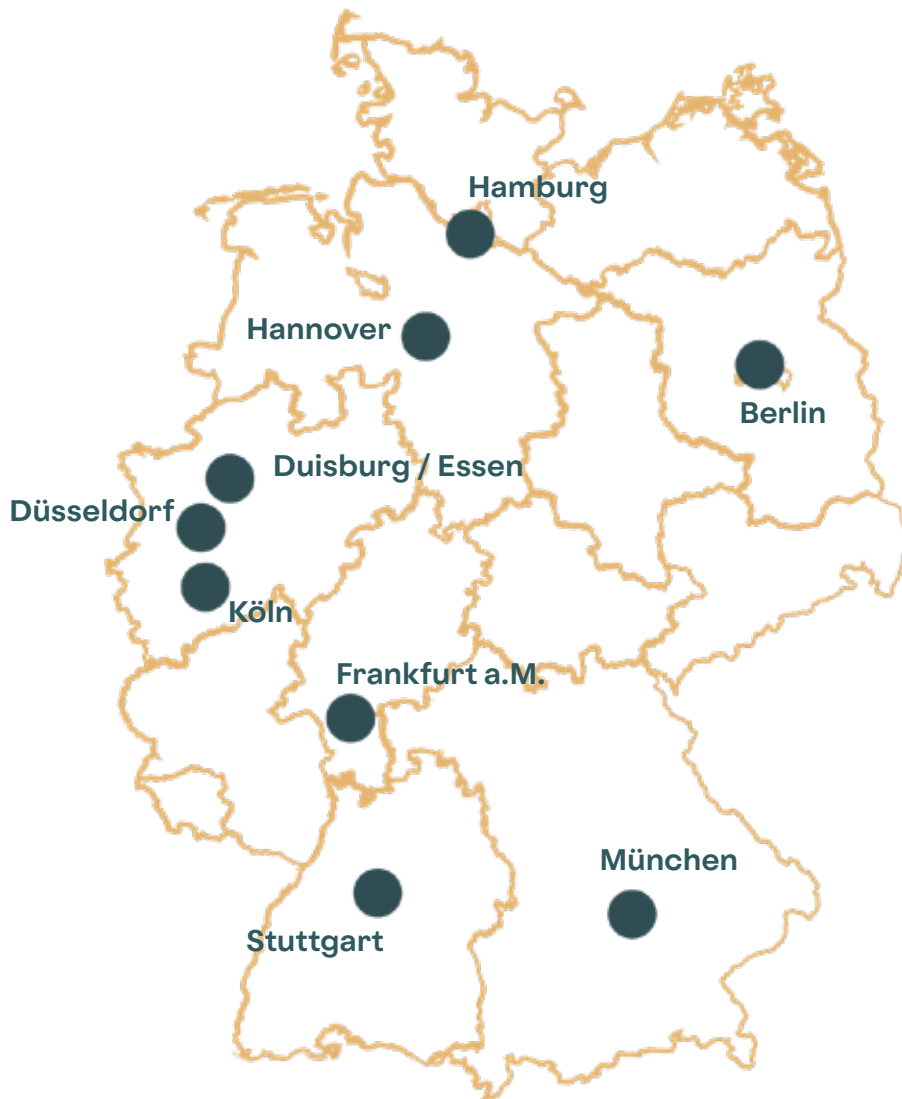 Hamburg
Hannover
Berlin
Duisburg / Essen
Düsseldorf
Köln
Frankfurt a.M.
München
Stuttgart